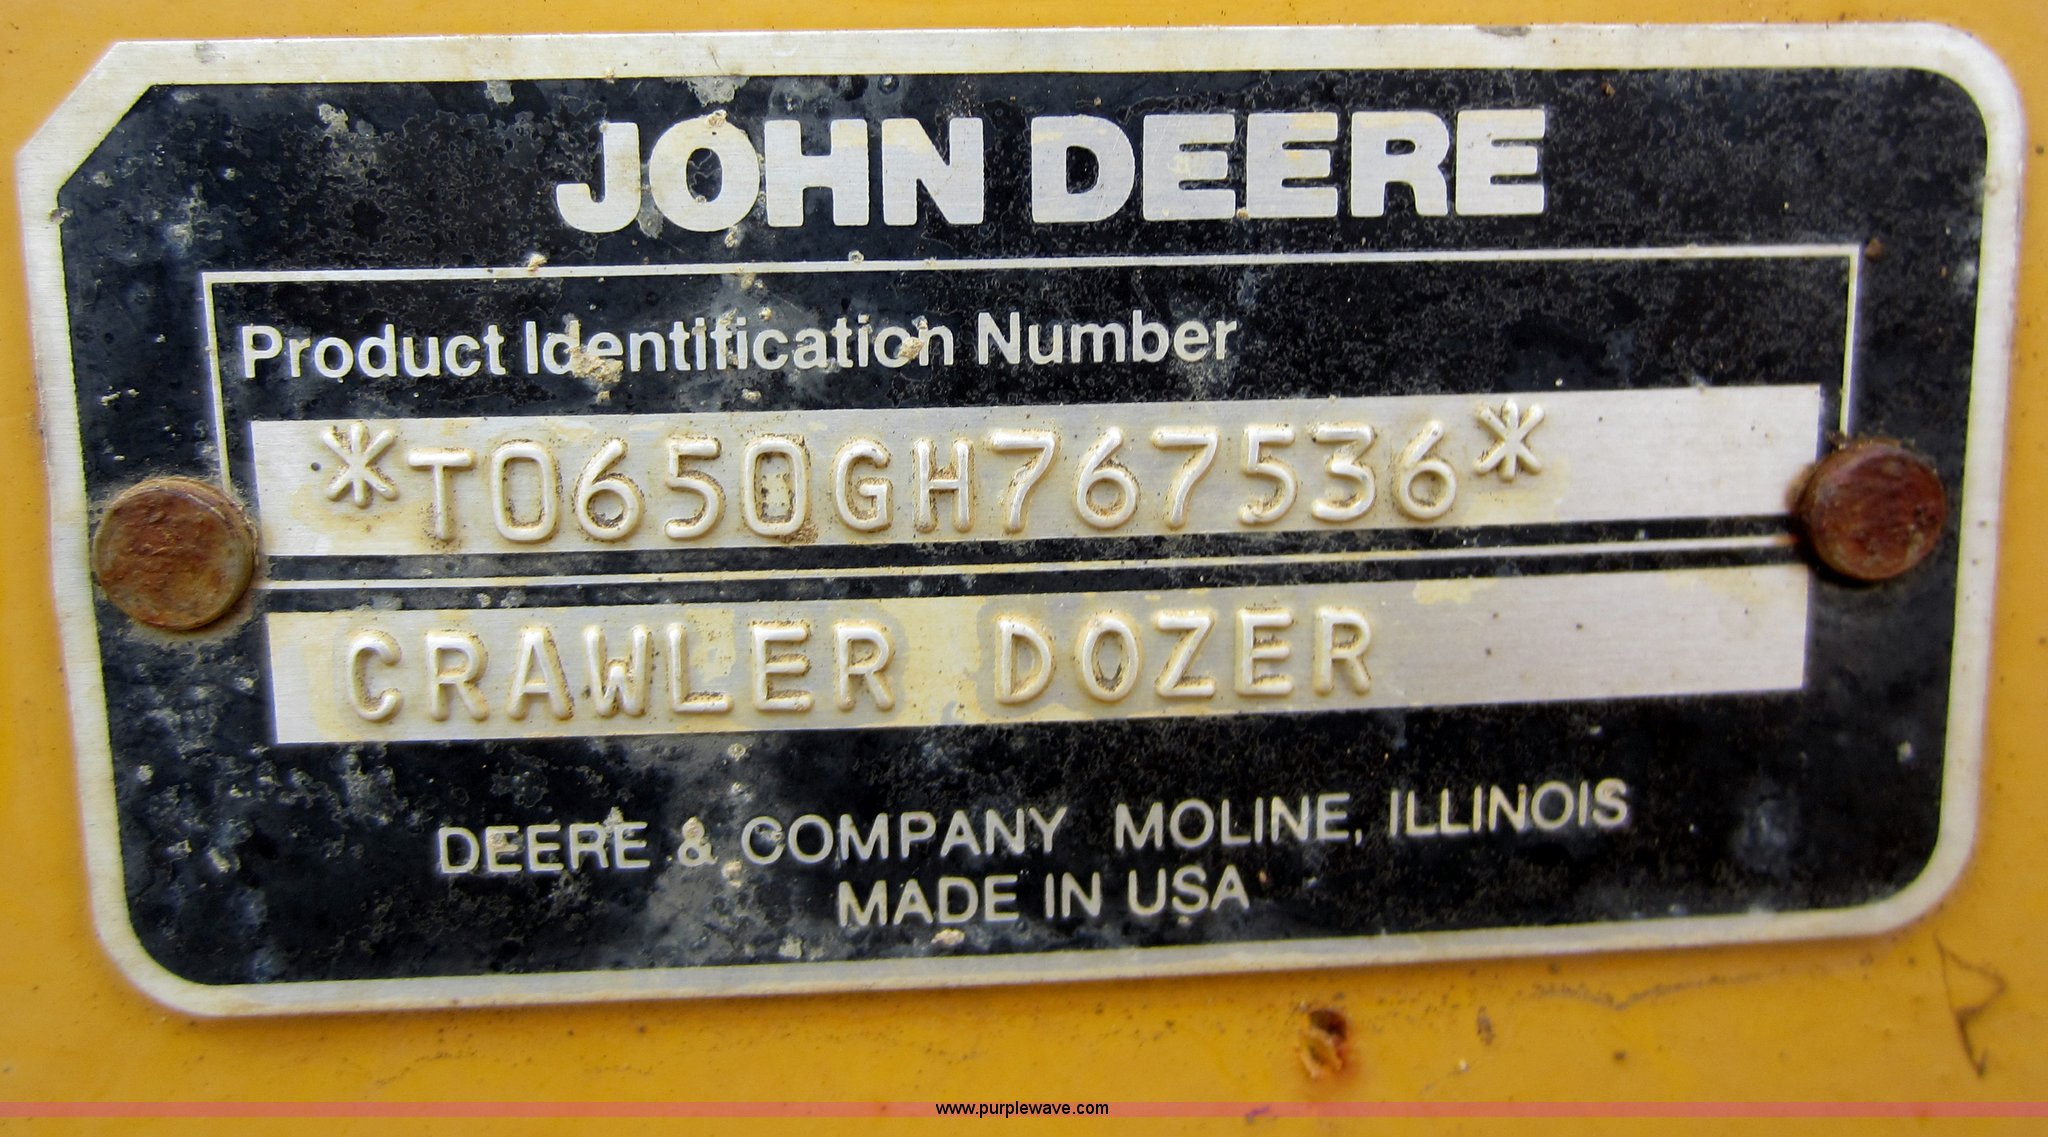 JOHN DEERE
Product Identification Number
*T0650GH767536*
CRAWLER DOZER
DEERE & COMPANY MOLINE, ILLINOIS
MADE IN USA
www.purplewave.com